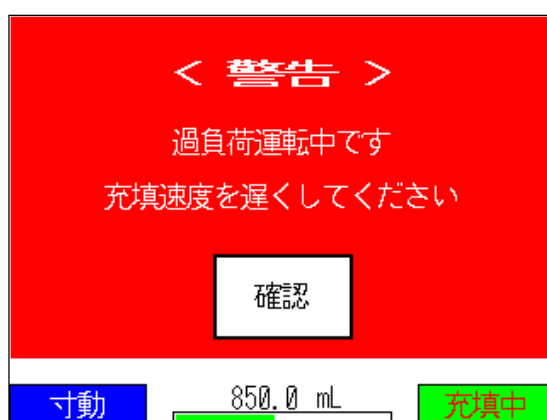 < 警告 >
過負荷運転中です
充填速度を遅くしてください
確認
850.0 mL
寸動
充填中